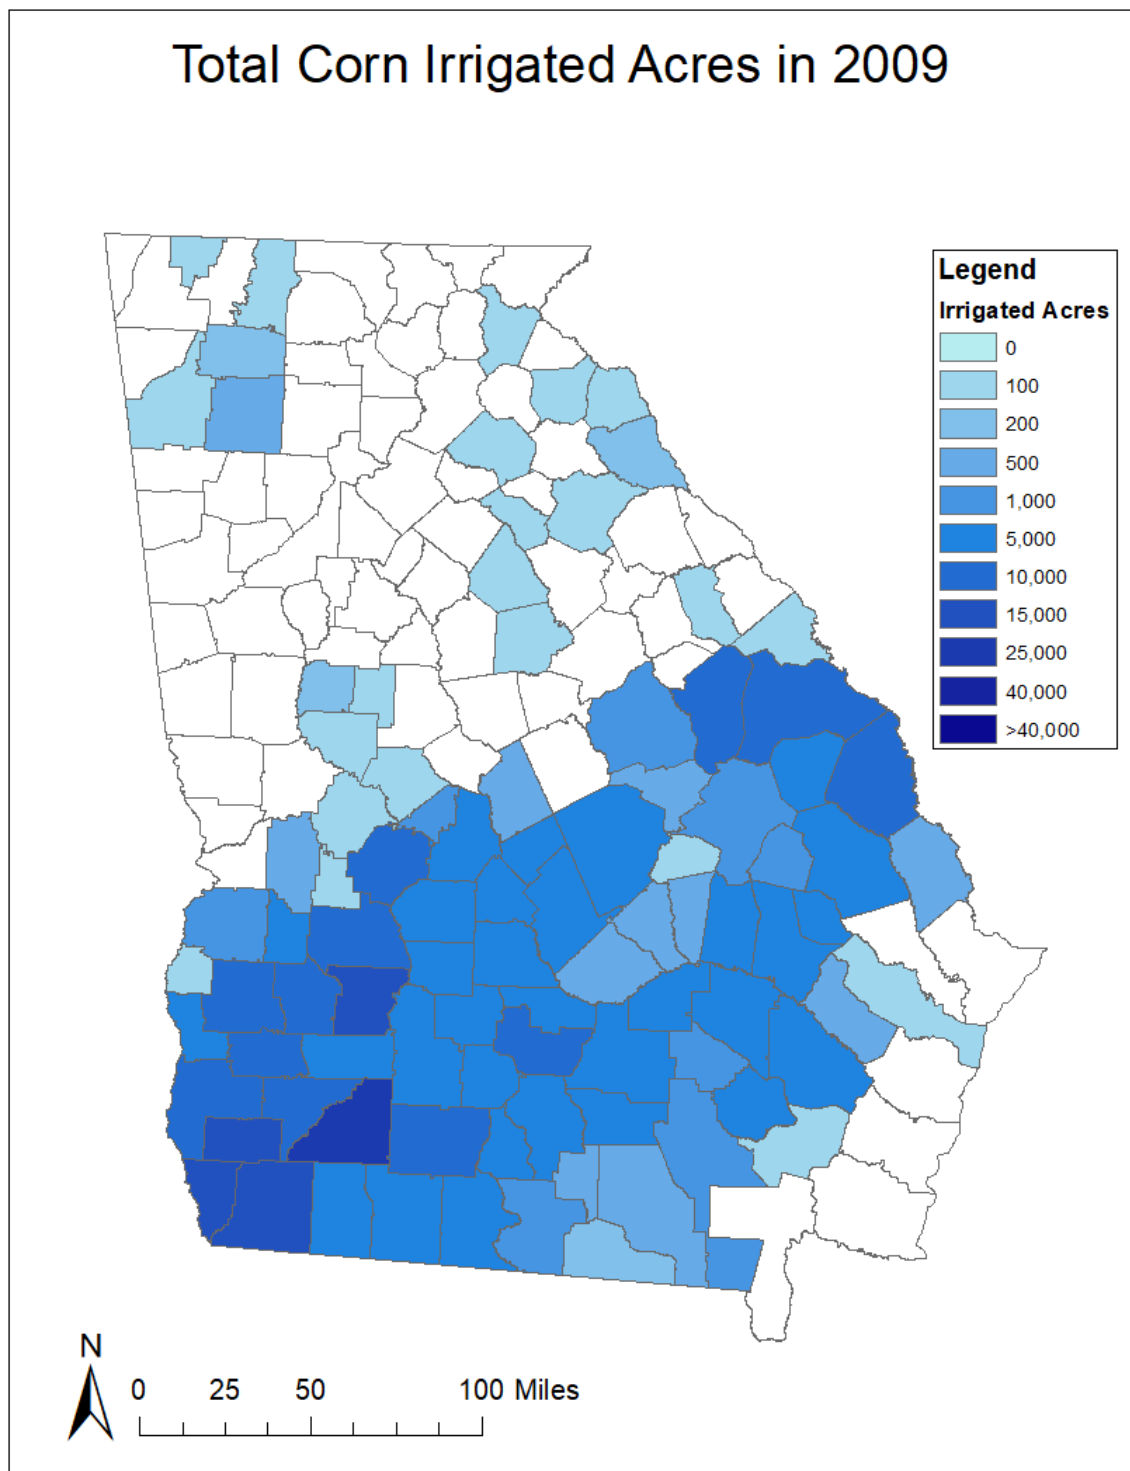 Total Corn Irrigated Acres in 2009
Legend
Irrigated Acres
0
100
200
500
1,000
5,000
10,000
15,000
25,000
40,000
>40,000
N
0 25 50 100 Miles